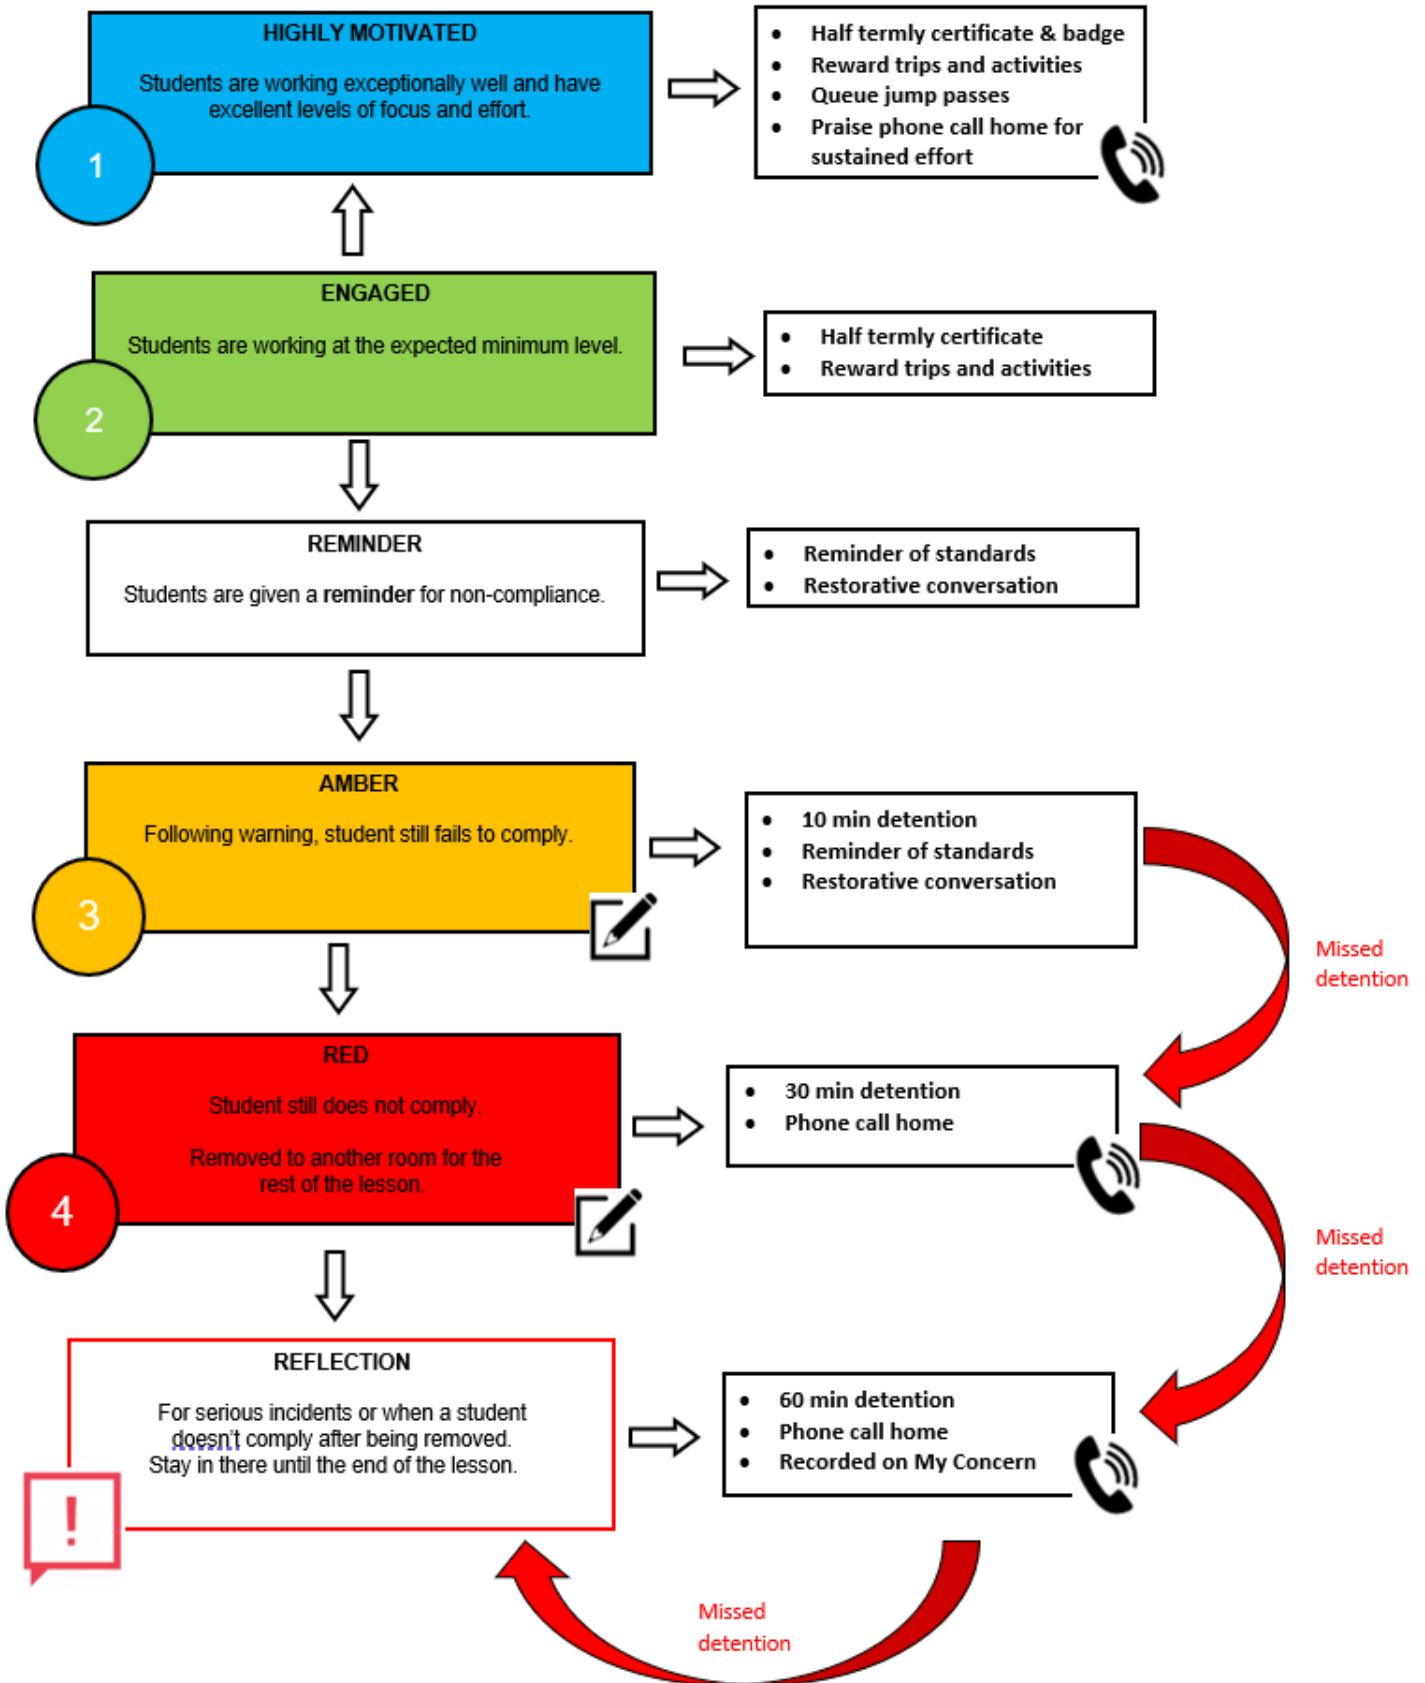 HIGHLY MOTIVATED
Students are working exceptionally well and have
excellent levels of focus and effort.
1
• Half termly certificate & badge
• Reward trips and activities
• Queue jump passes
• Praise phone call home for
sustained effort
ENGAGED
Students are working at the expected minimum level.
2
• Half termly certificate
• Reward trips and activities
REMINDER
Students are given a reminder for non-compliance.
• Reminder of standards
• Restorative conversation
AMBER
Following warning, student still fails to comply.
3
• 10 min detention
• Reminder of standards
• Restorative conversation
Missed
detention
RED
Student still does not comply.
Removed to another room for the
rest of the lesson.
4
• 30 min detention
• Phone call home
Missed
detention
REFLECTION
For serious incidents or when a student
doesn't comply after being removed.
Stay in there until the end of the lesson.
!
• 60 min detention
• Phone call home
• Recorded on My Concern
Missed
detention